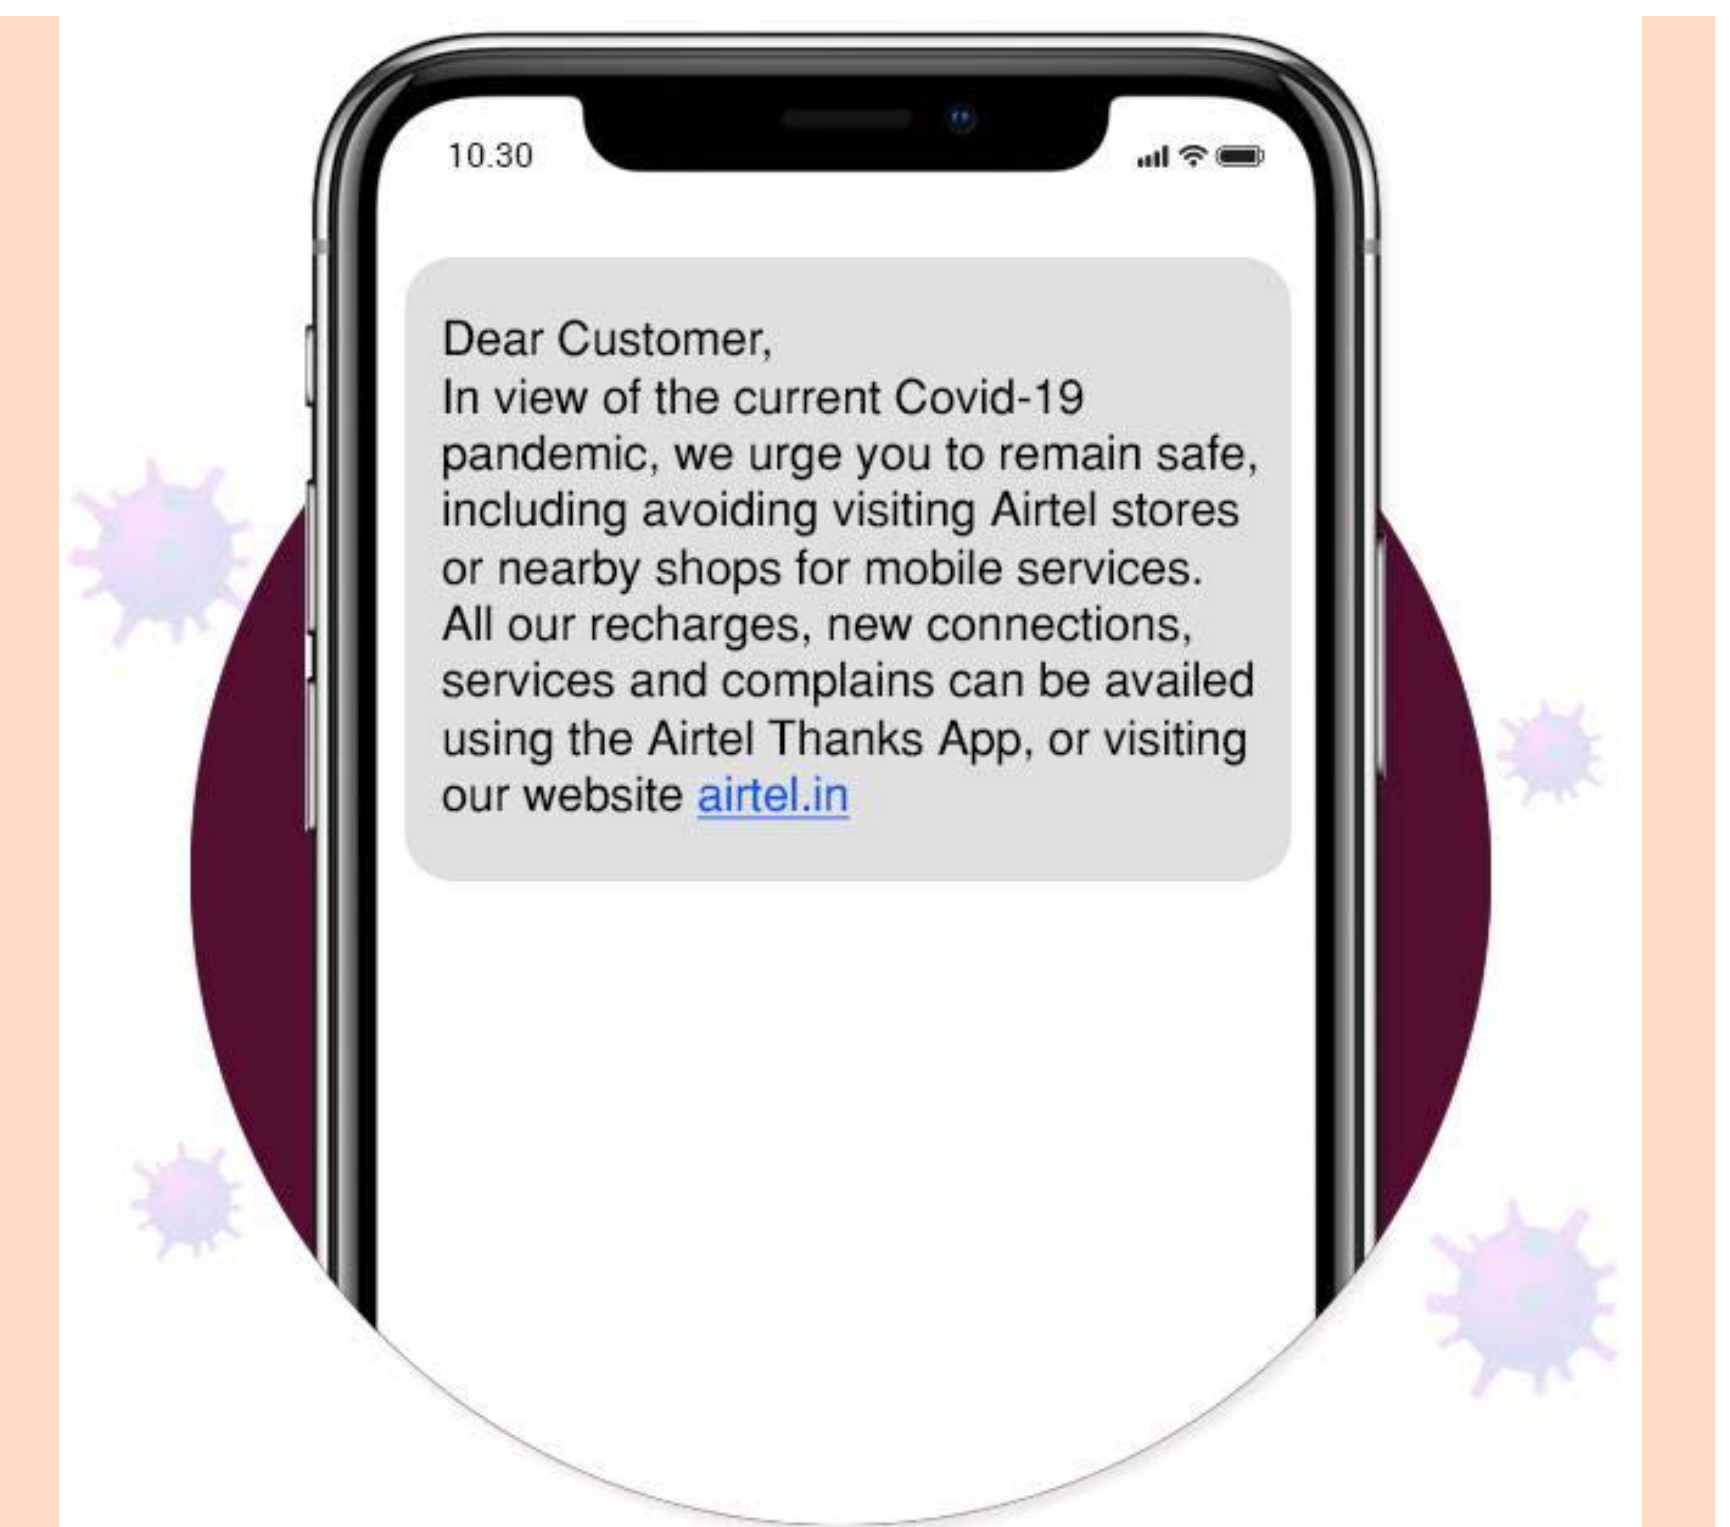 10.30
Dear Customer,
In view of the current Covid-19
pandemic, we urge you to remain safe,
including avoiding visiting Airtel stores
or nearby shops for mobile services.
All our recharges, new connections,
services and complains can be availed
using the Airtel Thanks App, or visiting
our website airtel.in